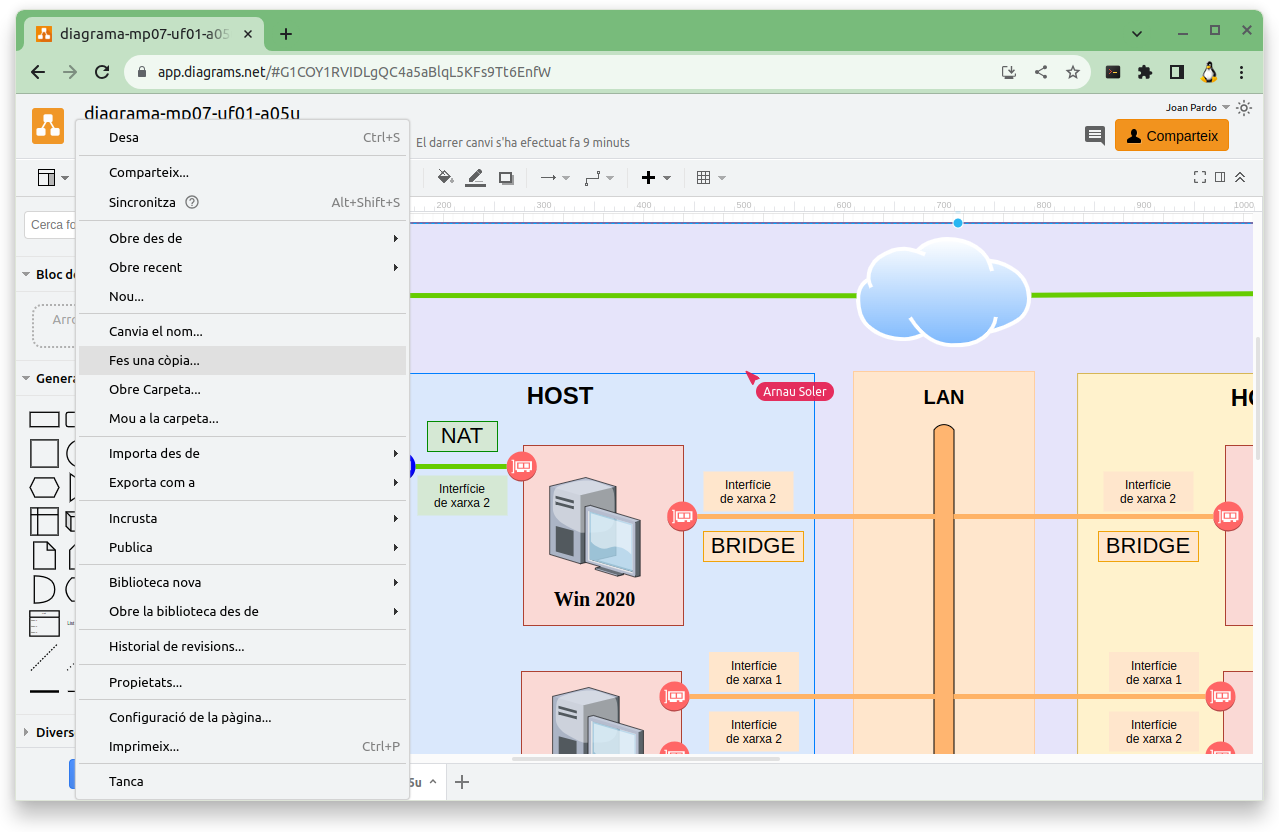 diagrama-mp07-uf01-a05
app.diagrams.net/#G1COY1RVIDLgQC4a5aBlqL5KFs9Tt6EnfW
diagrama-mp07-uf01-a05u
Joan Pardo
El darrer canvi s'ha efectuat fa 9 minuts
Comparteix
Desa Ctrl+S
Comparteix...
Sincronitza Alt+Shift+S
Obre des de
Obre recent
Nou...
Canvia el nom...
Fes una còpia...
Obre Carpeta...
Mou a la carpeta...
Importa des de
Exporta com a
Incrusta
Publica
Biblioteca nova
Obre la biblioteca des de
Historial de revisions...
Propietats...
Configuració de la pàgina...
Imprimeix... Ctrl+P
Tanca
Cerca
Bloc
Divers
200 300 400 500 600 700 800 900 1000
HOST
Arnau Soler
LAN
NAT
Interfície
de xarxa 2
Win 2020
Interfície
de xarxa 2
BRIDGE
Interfície
de xarxa 2
BRIDGE
Interfície
de xarxa 1
Interfície
de xarxa 2
Interfície
de xarxa 1
Interfície
de xarxa 2
5u